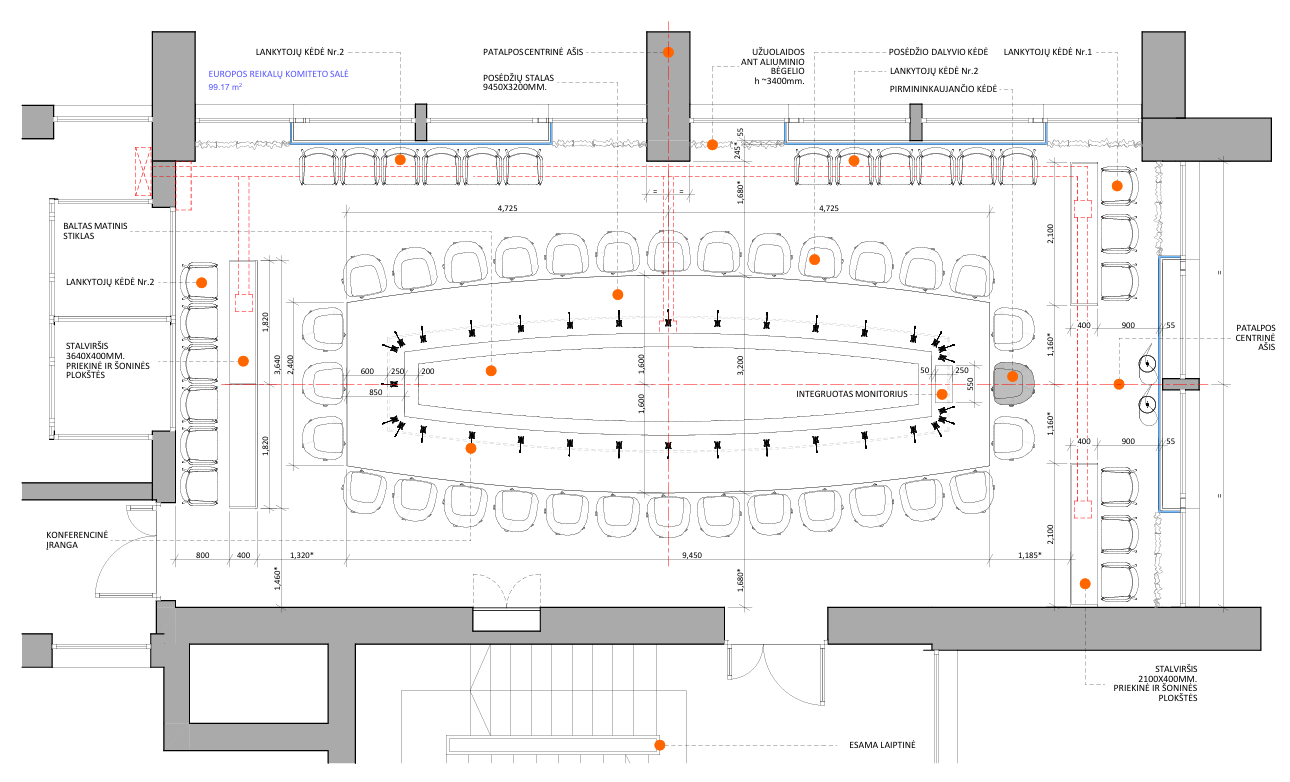 LANKYTOJŲ KĖDĖ Nr.2
EUROPOS REIKALŲ KOMITETO SALĖ
99.17 m²
PATALPOS CENTRINĖ AŠIS
POSĖDŽIŲ STALAS
9450X3200MM.
UŽUOLAIDOS
ANT ALIUMINIO
BĖGELIO
h ~3400mm.
POSĖDŽIO DALYVIO KĖDĖ
LANKYTOJŲ KĖDĖ Nr.1
LANKYTOJŲ KĖDĖ Nr.2
PIRMININKAUJANČIO KĖDĖ
55
245*
1,680*
=
=
4,725
4,725
BALTAS MATINIS
STIKLAS
LANKYTOJŲ KĖDĖ Nr.2
STALVIRŠIS
3640X400MM.
PRIEKINĖ IR ŠONINĖS
PLOKŠTĖS
1,820
3,640
2,400
1,820
600
250
200
850
1,600
3,200
1,600
50
250
550
INTEGRUOTAS MONITORIUS
2,100
1,160*
1,160*
2,100
400
900
55
400
900
55
=
=
PATALPOS
CENTRINĖ
AŠIS
KONFERENCINĖ
ĮRANGA
800
400
1,320*
9,450
1,185*
1,460*
1,680*
STALVIRŠIS
2100X400MM.
PRIEKINĖ IR ŠONINĖS
PLOKŠTĖS
ESAMA LAIPTINĖ